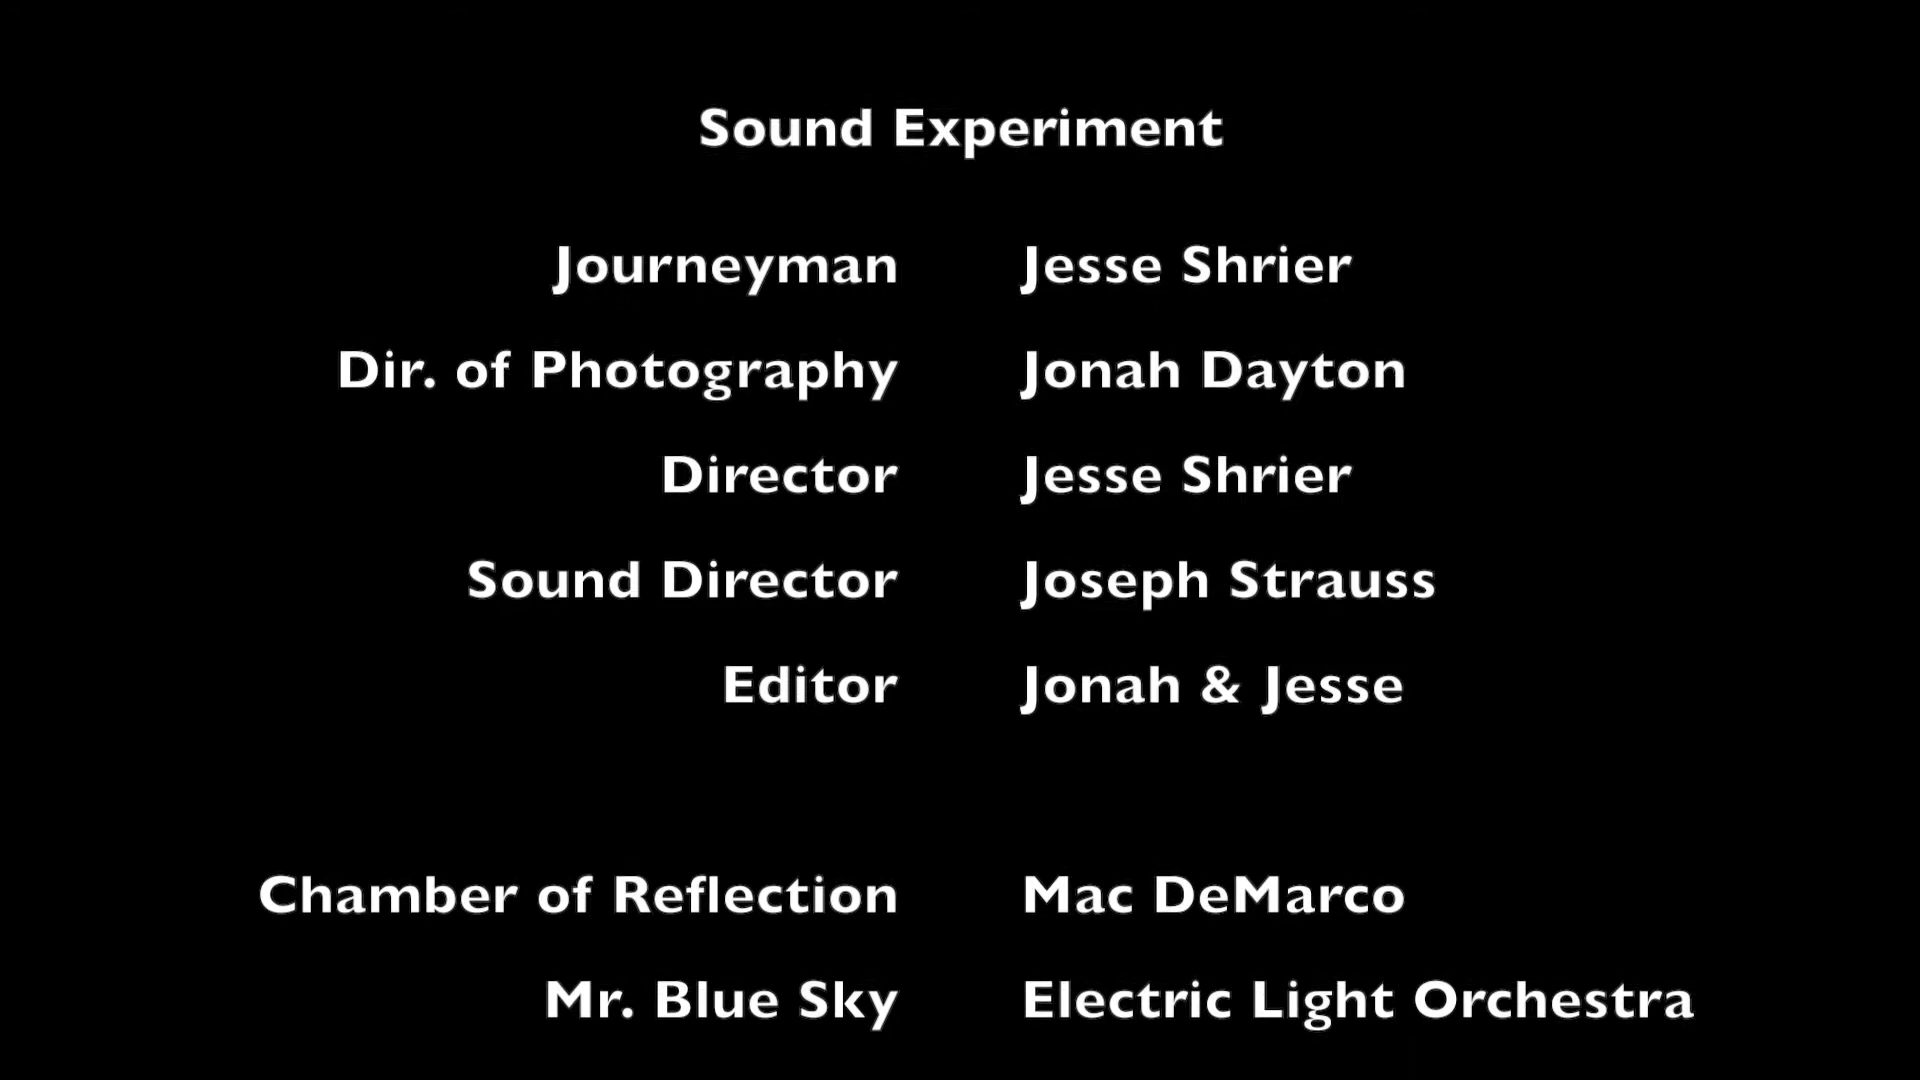 Sound Experiment
Journeyman Jesse Shrier
Dir. of Photography Jonah Dayton
Director Jesse Shrier
Sound Director Joseph Strauss
Editor Jonah & Jesse
Chamber of Reflection Mac DeMarco
Mr. Blue Sky Electric Light Orchestra